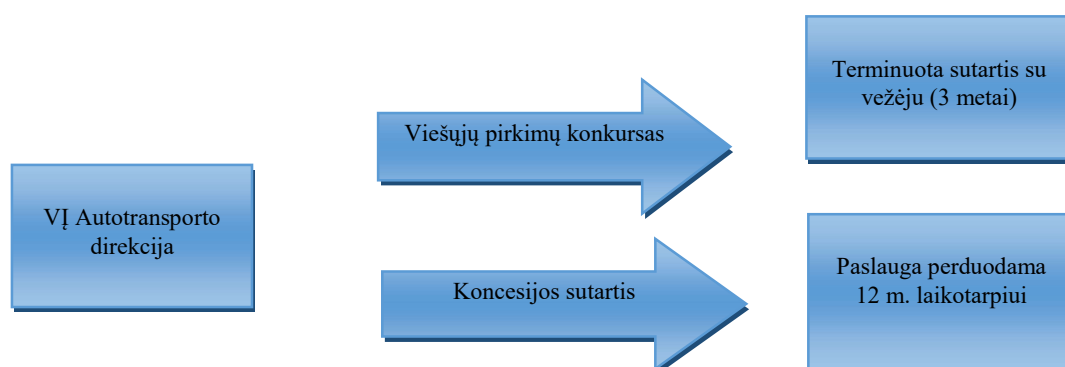 VĮ Autotransporto
direkcija
Viešųjų pirkimų konkursas
Koncesijos sutartis
Terminuota sutartis su
vežėju (3 metai)
Paslauga perduodama
12 m. laikotarpiui